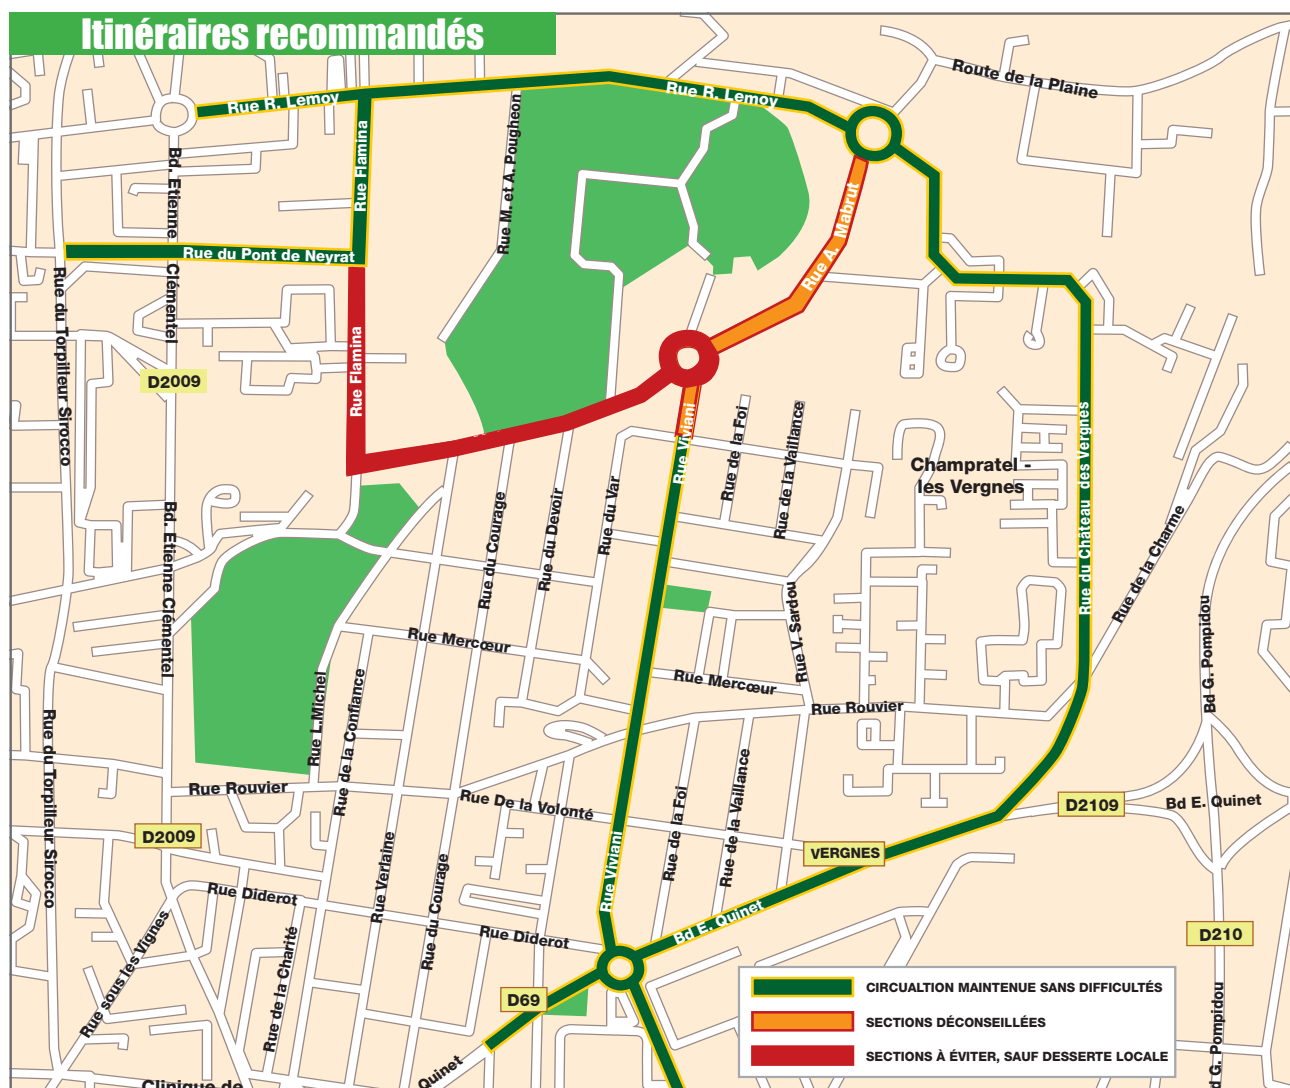 Itinéraires recommandés
Route de la Plaine
Rue R. Lemoy
Rue R. Lemoy
Rue Flamina
Rue M. et A. Pougheon
Bd. Etienne Clémentel
Rue A. Mabrut
Rue du Pont de Neyrat
Rue du Torpilleur Sirocco
Rue Flamina
D2009
Rue Viviani
Rue de la Foi
Rue de la Vaillance
Champratel -
les Vergnes
Rue du Château des Vergnes
Rue du Courage
Rue du Devoir
Rue du Var
Bd. Etienne Clémentel
Rue de la Charme
Rue V. Sardou
Bd G. Pompidou
Rue Mercœur
Rue Mercœur
Rue L.Michel
Rue de la Confiance
Rue Rouvier
Rue du Torpilleur Sirocco
Rue Rouvier
Rue De la Volonté
Rue de la Foi
Rue de la Vaillance
D2109
Bd E. Quinet
D2009
VERGNES
Rue Viviani
Rue Verlaine
Rue du Courage
Rue Diderot
Rue Diderot
Bd E. Quinet
Rue sous les Vignes
Rue de la Charité
D210
D69
G. Pompidou
Quinet
Clinique de
CIRCUALTION MAINTENUE SANS DIFFICULTÉS
SECTIONS DÉCONSEILLÉES
SECTIONS À ÉVITER, SAUF DESSERTE LOCALE